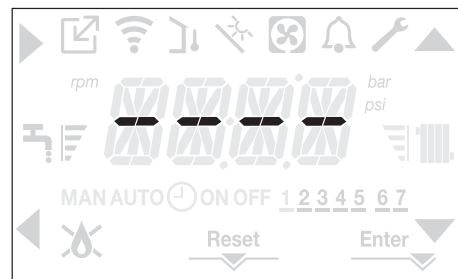 rpm bar
psi
- - - -
MAN AUTO ON OFF 1 2 3 4 5 6 7
Reset Enter